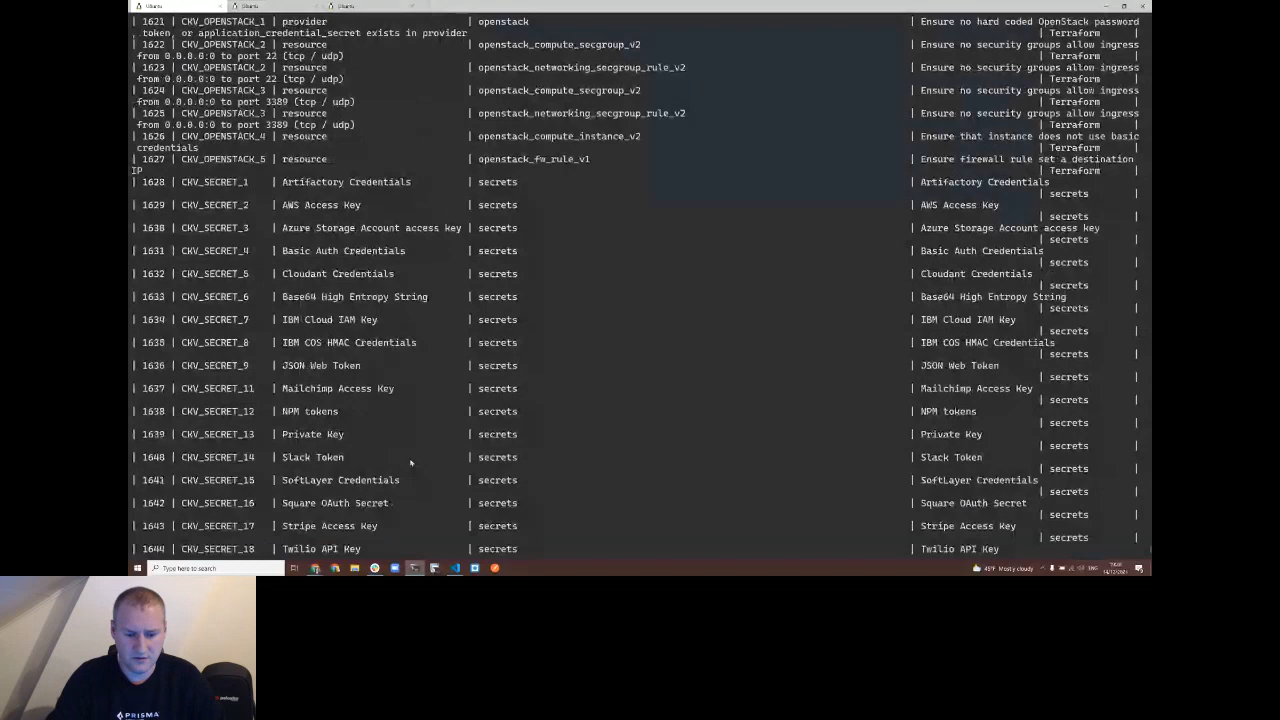 Ubuntu Ubuntu Ubuntu
| 1621 | CKV_OPENSTACK_1 | provider | openstack | Ensure no hard coded OpenStack password
, token, or application_credential_secret exists in provider | Terraform |
| 1622 | CKV_OPENSTACK_2 | resource | openstack_compute_secgroup_v2 | Ensure no security groups allow ingress
from 0.0.0.0:0 to port 22 (tcp / udp) | Terraform |
| 1623 | CKV_OPENSTACK_2 | resource | openstack_networking_secgroup_rule_v2 | Ensure no security groups allow ingress
from 0.0.0.0:0 to port 22 (tcp / udp) | Terraform |
| 1624 | CKV_OPENSTACK_3 | resource | openstack_compute_secgroup_v2 | Ensure no security groups allow ingress
from 0.0.0.0:0 to port 3389 (tcp / udp) | Terraform |
| 1625 | CKV_OPENSTACK_3 | resource | openstack_networking_secgroup_rule_v2 | Ensure no security groups allow ingress
from 0.0.0.0:0 to port 3389 (tcp / udp) | Terraform |
| 1626 | CKV_OPENSTACK_4 | resource | openstack_compute_instance_v2 | Ensure that instance does not use basic
credentials | Terraform |
| 1627 | CKV_OPENSTACK_5 | resource | openstack_fw_rule_v1 | Ensure firewall rule set a destination
IP | Terraform |
| 1628 | CKV_SECRET_1 | Artifactory Credentials | secrets | Artifactory Credentials
| secrets |
| 1629 | CKV_SECRET_2 | AWS Access Key | secrets | AWS Access Key
| secrets |
| 1630 | CKV_SECRET_3 | Azure Storage Account access key | secrets | Azure Storage Account access key
| secrets |
| 1631 | CKV_SECRET_4 | Basic Auth Credentials | secrets | Basic Auth Credentials
| secrets |
| 1632 | CKV_SECRET_5 | Cloudant Credentials | secrets | Cloudant Credentials
| secrets |
| 1633 | CKV_SECRET_6 | Base64 High Entropy String | secrets | Base64 High Entropy String
| secrets |
| 1634 | CKV_SECRET_7 | IBM Cloud IAM Key | secrets | IBM Cloud IAM Key
| secrets |
| 1635 | CKV_SECRET_8 | IBM COS HMAC Credentials | secrets | IBM COS HMAC Credentials
| secrets |
| 1636 | CKV_SECRET_9 | JSON Web Token | secrets | JSON Web Token
| secrets |
| 1637 | CKV_SECRET_11 | Mailchimp Access Key | secrets | Mailchimp Access Key
| secrets |
| 1638 | CKV_SECRET_12 | NPM tokens | secrets | NPM tokens
| secrets |
| 1639 | CKV_SECRET_13 | Private Key | secrets | Private Key
| secrets |
| 1640 | CKV_SECRET_14 | Slack Token | secrets | Slack Token
| secrets |
| 1641 | CKV_SECRET_15 | SoftLayer Credentials | secrets | SoftLayer Credentials
| secrets |
| 1642 | CKV_SECRET_16 | Square OAuth Secret | secrets | Square OAuth Secret
| secrets |
| 1643 | CKV_SECRET_17 | Stripe Access Key | secrets | Stripe Access Key
| secrets |
| 1644 | CKV_SECRET_18 | Twilio API Key | secrets | Twilio API Key
Type here to search 45°F Mostly cloudy ENG
PRISMA